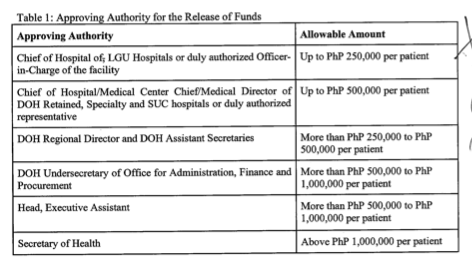 Table 1: Approving Authority for the Release of Funds
Approving Authority
Allowable Amount
Chief of Hospital of; LGU Hospitals or duly authorized Officer-
in-Charge of the facility
Up to PhP 250,000 per patient
Chief of Hospital/Medical Center Chief/Medical Director of
DOH Retained, Specialty and SUC hospitals or duly authorized
representative
Up to PhP 500,000 per patient
DOH Regional Director and DOH Assistant Secretaries
More than PhP 250,000 to PhP
500,000 per patient
DOH Undersecretary of Office for Administration, Finance and
Procurement
More than PhP 500,000 to PhP
1,000,000 per patient
Head, Executive Assistant
More than PhP 500,000 to PhP
1,000,000 per patient
Secretary of Health
Above PhP 1,000,000 per patient